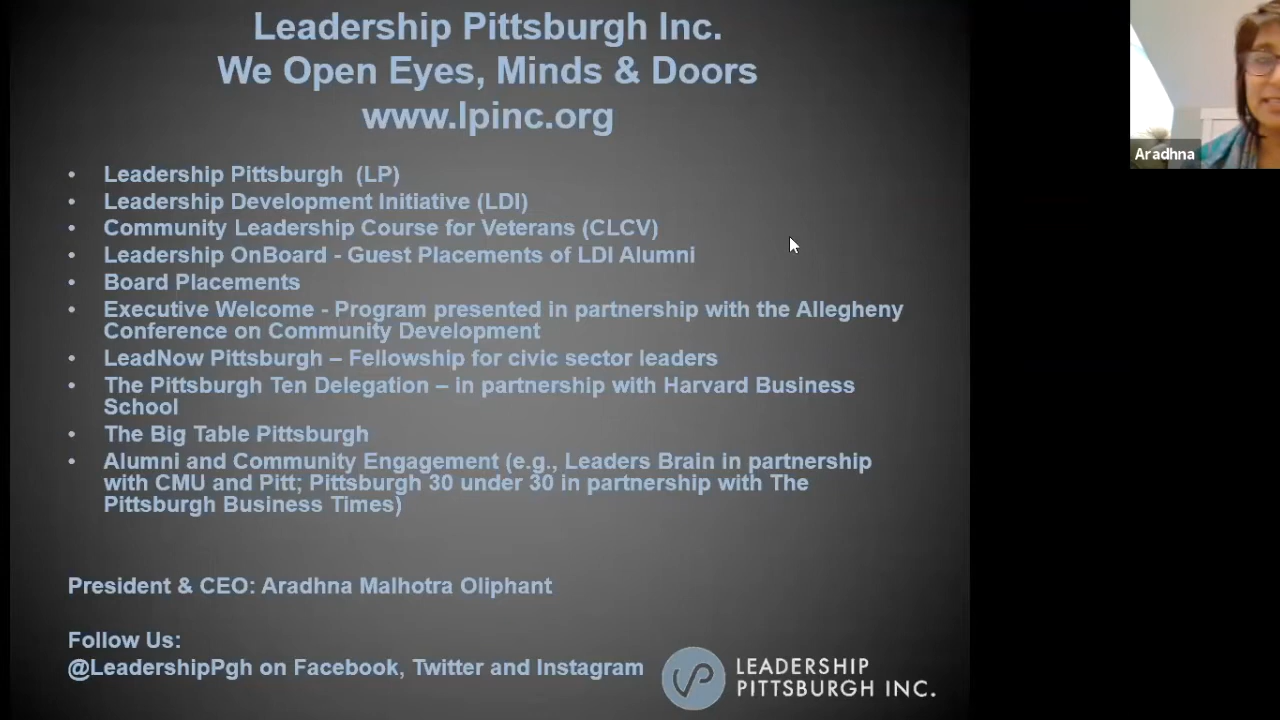 Leadership Pittsburgh Inc.
We Open Eyes, Minds & Doors
www.lpinc.org
• Leadership Pittsburgh (LP)
• Leadership Development Initiative (LDI)
• Community Leadership Course for Veterans (CLCV)
• Leadership OnBoard - Guest Placements of LDI Alumni
• Board Placements
• Executive Welcome - Program presented in partnership with the Allegheny
Conference on Community Development
• LeadNow Pittsburgh – Fellowship for civic sector leaders
• The Pittsburgh Ten Delegation – in partnership with Harvard Business
School
• The Big Table Pittsburgh
• Alumni and Community Engagement (e.g., Leaders Brain in partnership
with CMU and Pitt; Pittsburgh 30 under 30 in partnership with The
Pittsburgh Business Times)
President & CEO: Aradhna Malhotra Oliphant
Follow Us:
@LeadershipPgh on Facebook, Twitter and Instagram
LEADERSHIP
PITTSBURGH INC.
Aradhna